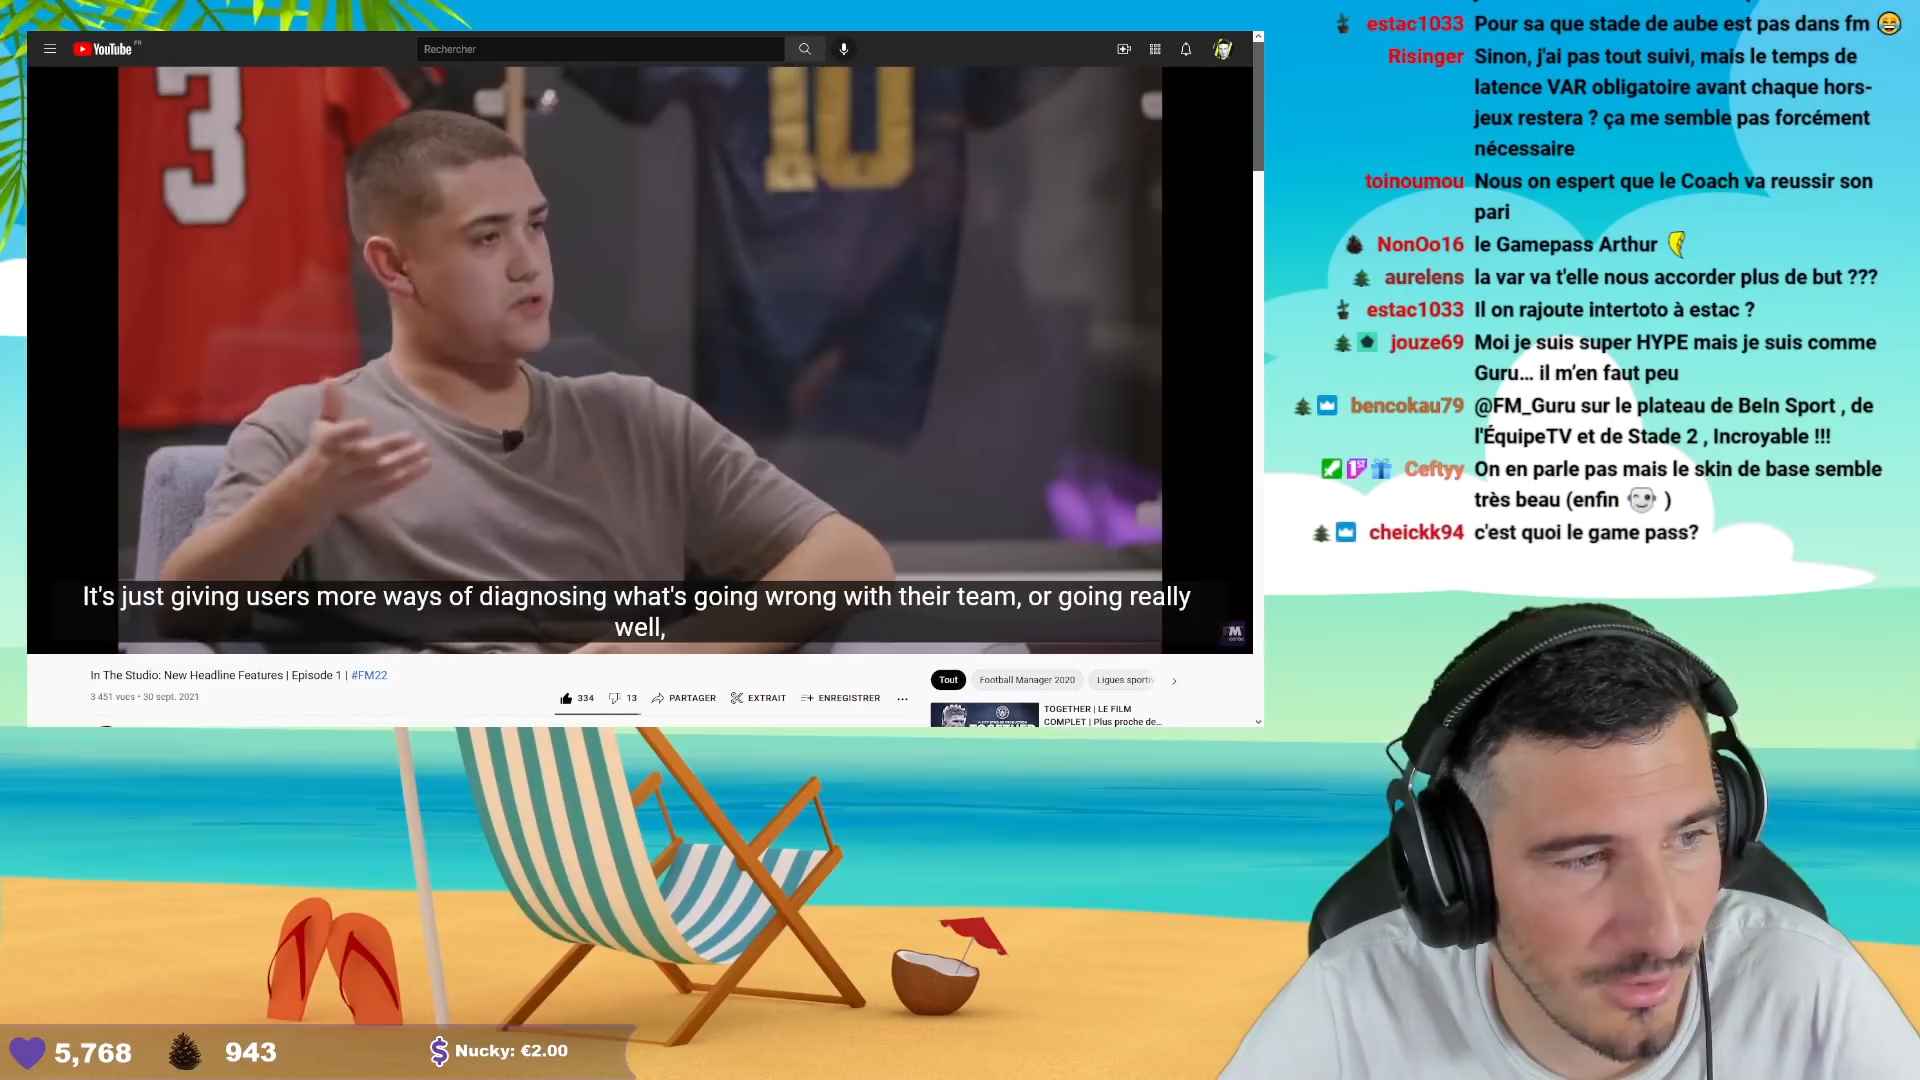 estac1033 Pour sa que stade de aube est pas dans fm
Risinger Sinon, j'ai pas tout suivi, mais le temps de
latence VAR obligatoire avant chaque hors-
jeux restera ? ça me semble pas forcément
nécessaire
toinoumou Nous on espert que le Coach va reussir son
pari
NonOo16 le Gamepass Arthur
aurelens la var va t'elle nous accorder plus de but ???
estac1033 Il on rajoute intertoto à estac ?
jouze69 Moi je suis super HYPE mais je suis comme
Guru... il m'en faut peu
bencokau79 @FM_Guru sur le plateau de BeIn Sport , de
l'ÉquipeTV et de Stade 2 , Incroyable !!!
1ST Ceftyy On en parle pas mais le skin de base semble
très beau (enfin )
cheickk94 c'est quoi le game pass?
YouTube FR
Rechercher
3
10
It's just giving users more ways of diagnosing what's going wrong with their team, or going really
well,
FM
In The Studio: New Headline Features | Episode 1 | #FM22
3 451 vues • 30 sept. 2021
334 13 PARTAGER EXTRAIT ENREGISTRER ...
Tout Football Manager 2020 Ligues sportiv
TOGETHER | LE FILM
COMPLET | Plus proche de...
5,768 943 $ Nucky: €2.00